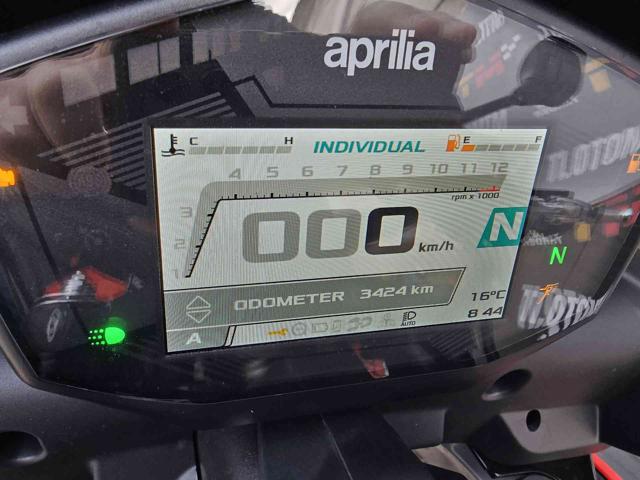 aprilia
C H INDIVIDUAL E F
4 5 6 7 8 9 10 11 12
rpm x 1000
3
2
1
000 km/h
N
N
ODOMETER 3424 km
16°C
A
AUTO
8 44